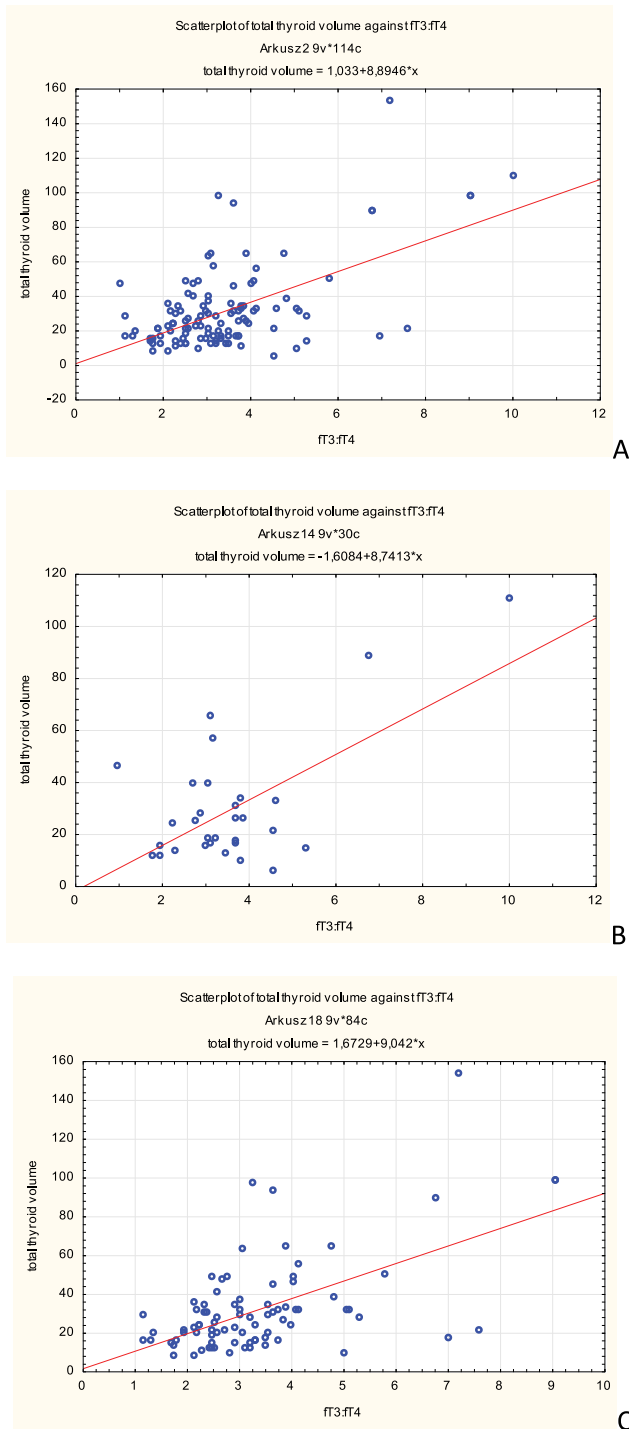 Scatterplot of total thyroid volume against fT3:fT4
Arkusz2 9v*114c
total thyroid volume = 1,033+8,8946*x
160
140
120
100
80
60
40
20
0
-20
total thyroid volume
0 2 4 6 8 10 12
fT3:fT4
A
Scatterplot of total thyroid volume against fT3:fT4
Arkusz14 9v*30c
total thyroid volume = -1,6084+8,7413*x
120
100
80
60
40
20
0
total thyroid volume
0 2 4 6 8 10 12
fT3:fT4
B
Scatterplot of total thyroid volume against fT3:fT4
Arkusz18 9v*84c
total thyroid volume = 1,6729+9,042*x
160
140
120
100
80
60
40
20
0
total thyroid volume
0 1 2 3 4 5 6 7 8 9 10
fT3:fT4
C